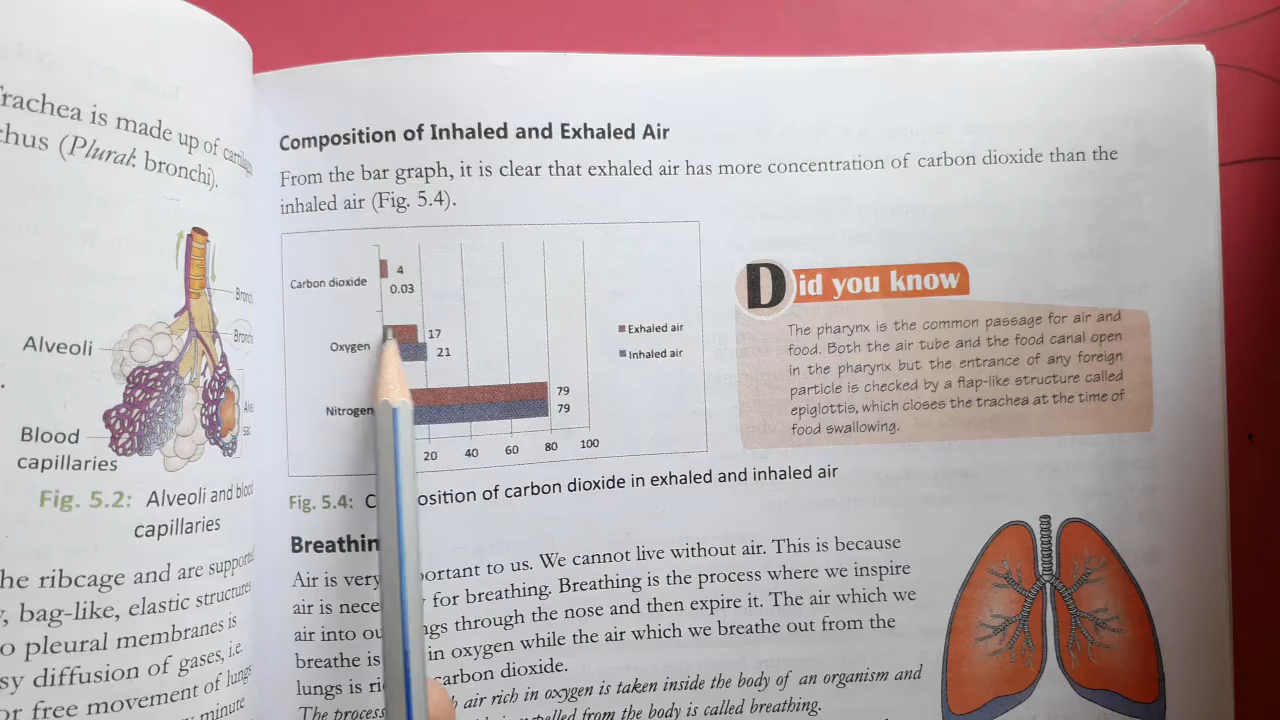 Trachea is made up of
(Plural: bronchi).
Alveoli
Blood
capillaries
Fig. 5.2: Alveoli and
capillaries
he ribcage and are
bag-like, elastic structures
pleural membranes is
diffusion of gases, i.e.
or free movement of lungs
minute
Composition of Inhaled and Exhaled Air
From the bar graph, it is clear that exhaled air has more concentration of carbon dioxide than the
inhaled air (Fig. 5.4).
Carbon dioxide 4
0.03
Oxygen 17
21
Nitrogen 79
79
20 40 60 80 100
Exhaled air
Inhaled air
Fig. 5.4: C position of carbon dioxide in exhaled and inhaled air
Did you know
The pharynx is the common passage for air and
food. Both the air tube and the food canal open
in the pharynx but the entrance of any foreign
particle is checked by a flap-like structure called
epiglottis, which closes the trachea at the time of
food swallowing.
Breathin
Air is very portant to us. We cannot live without air. This is because
air is nece for breathing. Breathing is the process where we inspire
air into ou ngs through the nose and then expire it. The air which we
breathe is in oxygen while the air which we breathe out from the
lungs is ri carbon dioxide.
The process air rich in oxygen is taken inside the body of an organism and
from the body is called breathing.